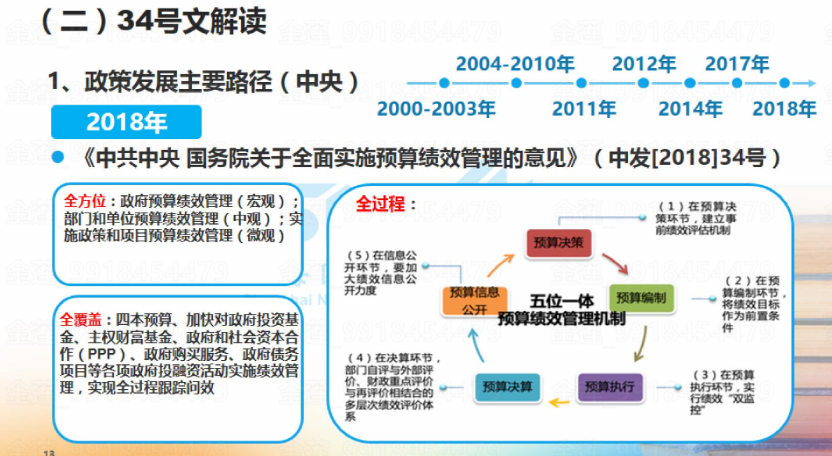 （二）34号文解读
1、政策发展主要路径（中央）
2004-2010年 2012年 2017年
2000-2003年 2011年 2014年 2018年
2018年
《中共中央 国务院关于全面实施预算绩效管理的意见》（中发[2018]34号）
全方位：政府预算绩效管理（宏观）；
部门和单位预算绩效管理（中观）；实
施政策和项目预算绩效管理（微观）
全覆盖：四本预算、加快对政府投资基
金、主权财富基金、政府和社会资本合
作（PPP）、政府购买服务、政府债务
项目等各项政府投融资活动实施绩效管
理，实现全过程跟踪问效
全过程：
（1）在预算决
策环节，建立事
前绩效评估机制
预算决策
（2）在预
算编制环节，
将绩效目标
作为前置条
件
预算编制
（3）在预算
执行环节，实
行绩效“双监
控”
预算执行
（4）在决算环节，
部门自评与外部评
价、财政重点评价
与再评价相结合的
多层次绩效评价体
系
预算决算
（5）在信息公
开环节，要加
大绩效信息公
开力度
预算信息
公开
五位一体
预算绩效管理机制
18